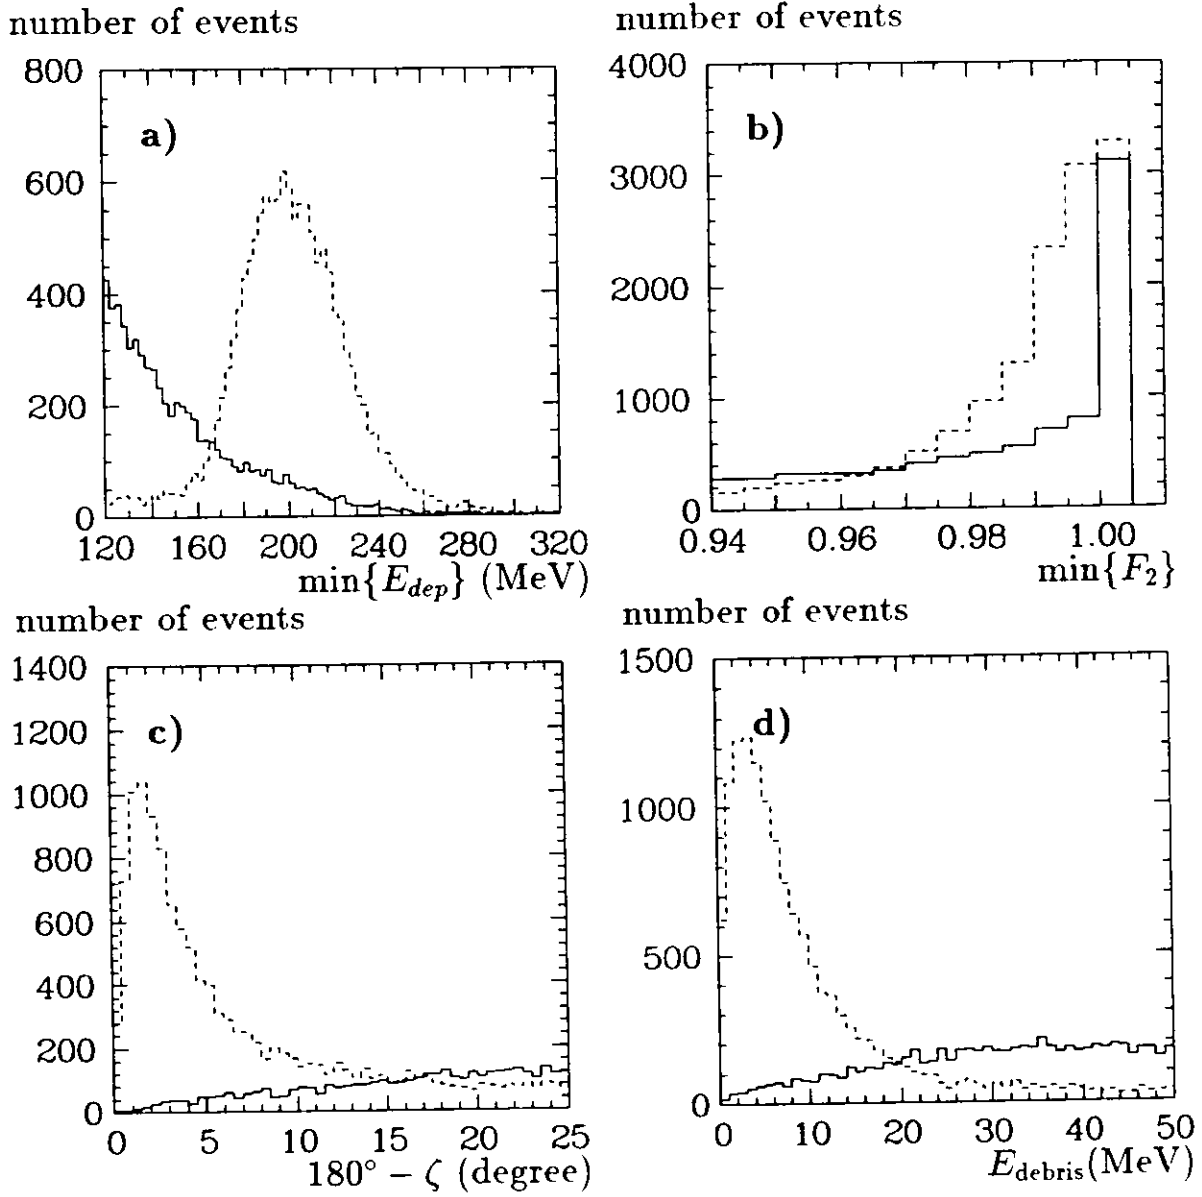 number of events
800
600
400
200
0
a)
120 160 200 240 280 320
min{E_dep} (MeV)
number of events
4000
3000
2000
1000
0
b)
0.94 0.96 0.98 1.00
min{F_2}
number of events
1400
1200
1000
800
600
400
200
0
c)
0 5 10 15 20 25
180° − ζ (degree)
number of events
1500
1000
500
0
d)
0 10 20 30 40 50
E_debris(MeV)